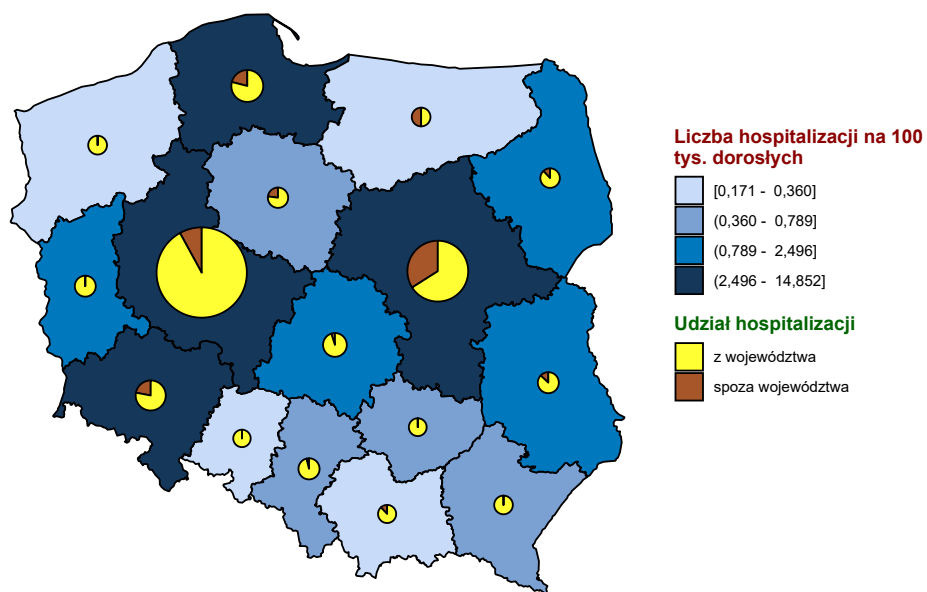 Liczba hospitalizacji na 100
tys. dorosłych
[0,171 - 0,360]
(0,360 - 0,789]
(0,789 - 2,496]
(2,496 - 14,852]
Udział hospitalizacji
z województwa
spoza województwa